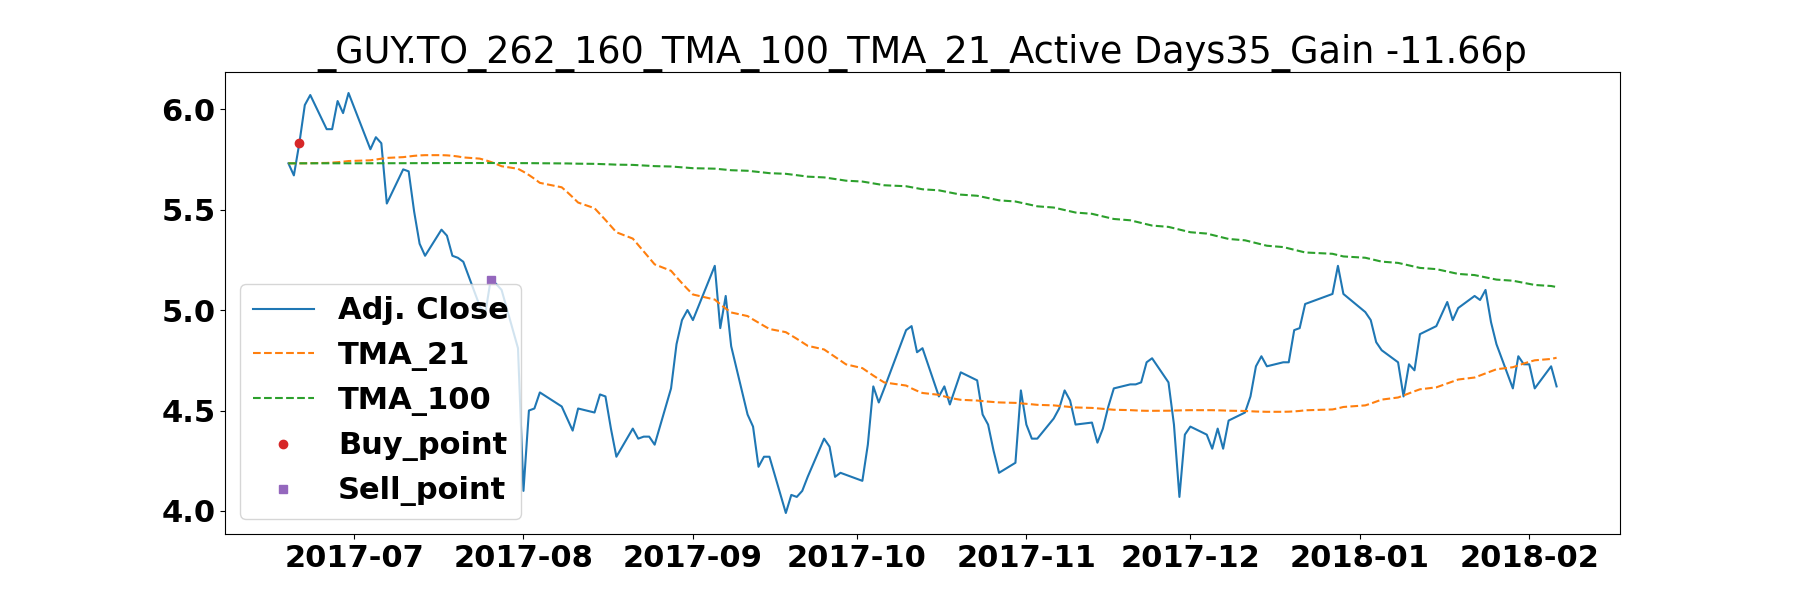 _GUY.TO_262_160_TMA_100_TMA_21_Active Days35_Gain -11.66p
6.0
5.5
5.0
4.5
4.0
Adj. Close
TMA_21
TMA_100
Buy_point
Sell_point
2017-07 2017-08 2017-09 2017-10 2017-11 2017-12 2018-01 2018-02